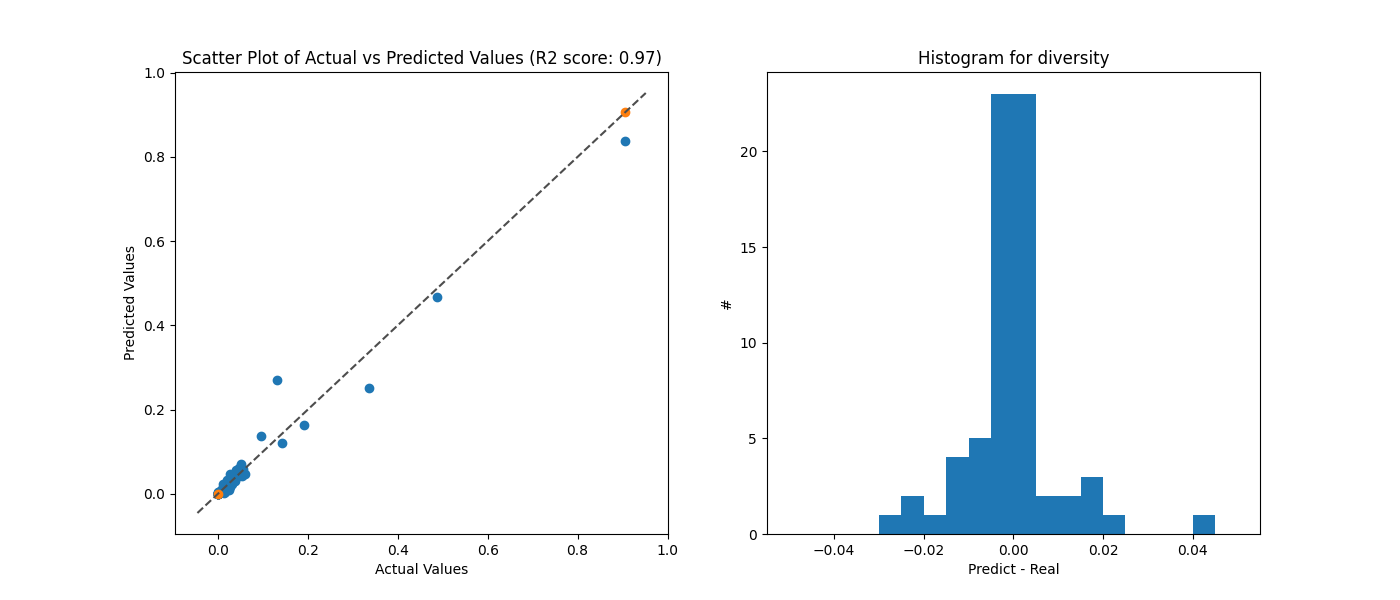 Scatter Plot of Actual vs Predicted Values (R2 score: 0.97)
1.0
0.8
0.6
0.4
0.2
0.0
Predicted Values
0.0 0.2 0.4 0.6 0.8 1.0
Actual Values
Histogram for diversity
20
15
10
5
0
#
−0.04 −0.02 0.00 0.02 0.04
Predict - Real